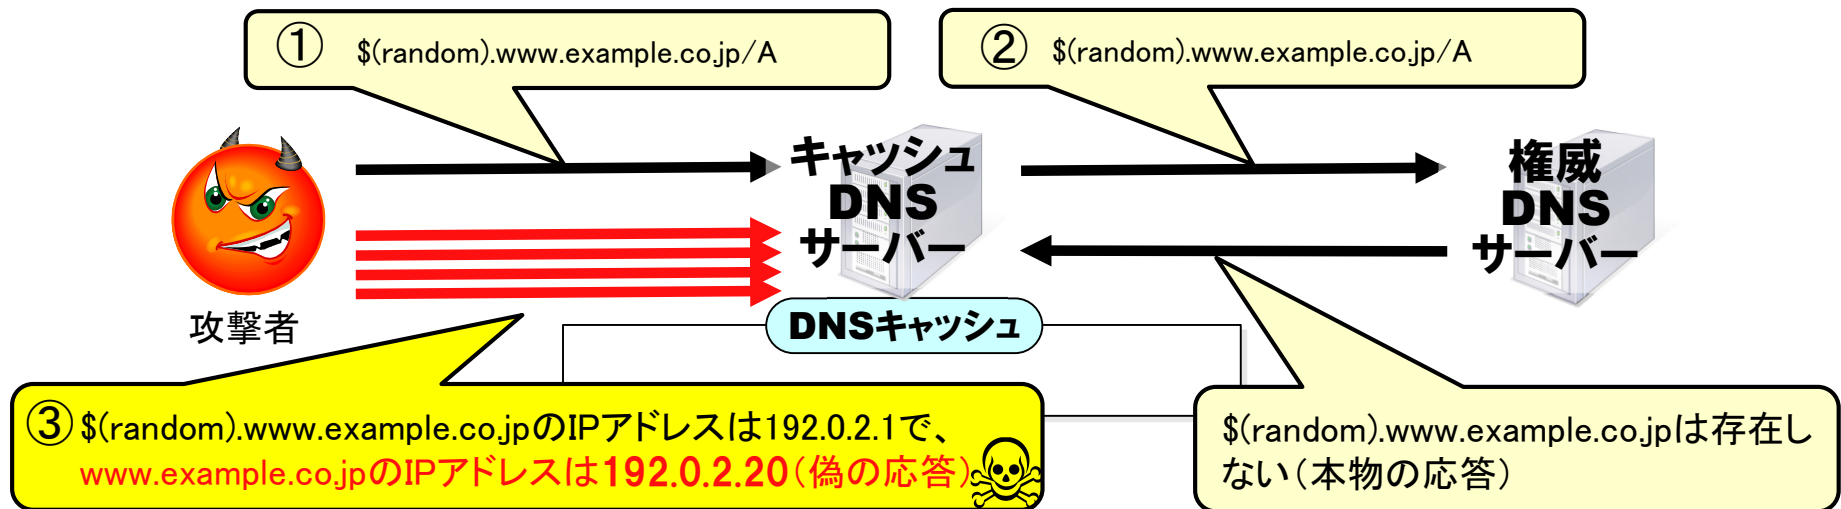 ① $(random).www.example.co.jp/A
② $(random).www.example.co.jp/A
キャッシュ
DNS
サーバー
権威
DNS
サーバー
攻撃者
DNSキャッシュ
③ $(random).www.example.co.jpのIPアドレスは192.0.2.1で、
www.example.co.jpのIPアドレスは192.0.2.20（偽の応答）
$(random).www.example.co.jpは存在し
ない（本物の応答）